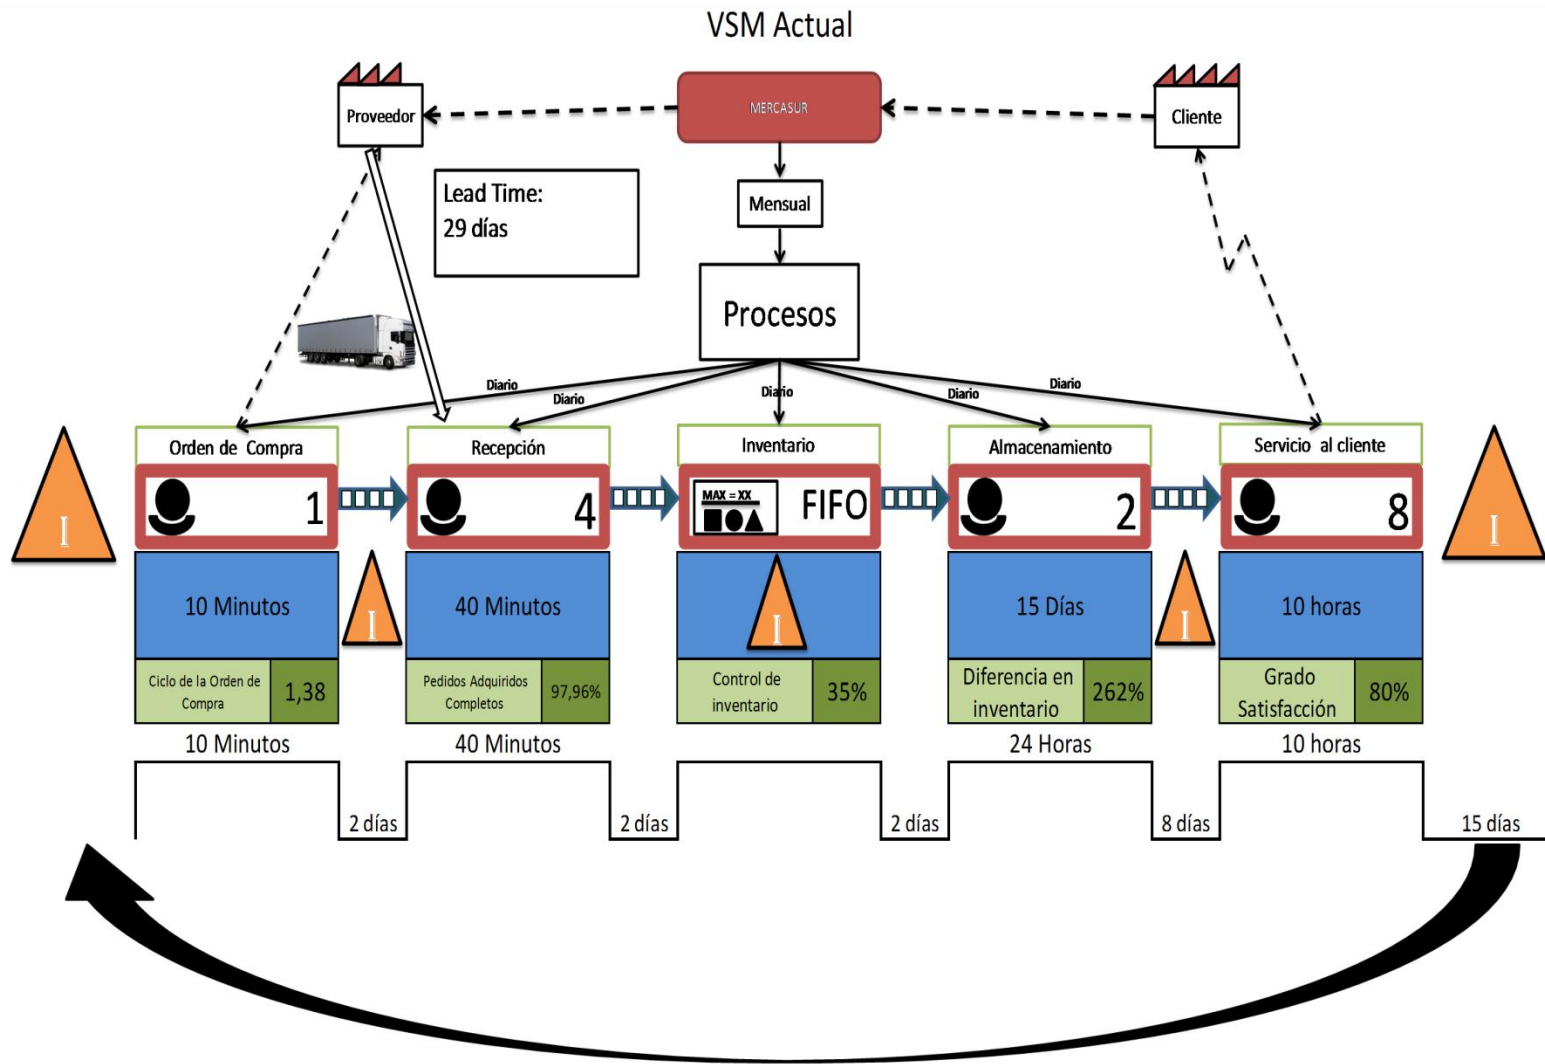 VSM Actual
Proveedor
MERCASUR
Cliente
Lead Time:
29 días
Mensual
Procesos
Diario
Diario
Diario
Diario
Diario
Orden de Compra
Recepción
Inventario
Almacenamiento
Servicio al cliente
1
4
MAX = XX
FIFO
2
8
I
I
10 Minutos
I
40 Minutos
I
15 Días
I
10 horas
Ciclo de la Orden de
Compra
1,38
Pedidos Adquiridos
Completos
97,96%
Control de
inventario
35%
Diferencia en
inventario
262%
Grado
Satisfacción
80%
10 Minutos
40 Minutos
24 Horas
10 horas
2 días
2 días
2 días
8 días
15 días